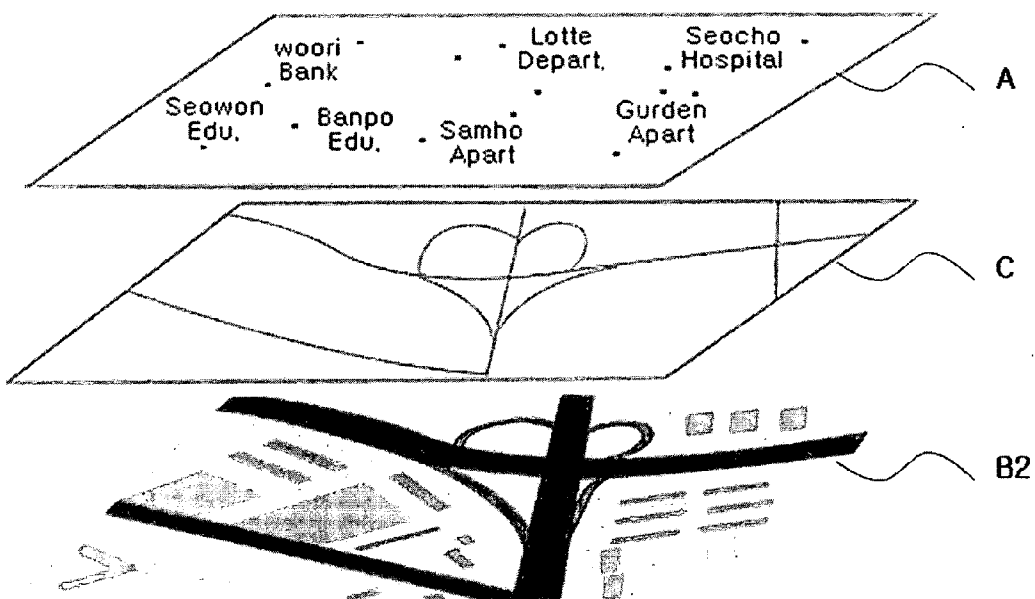 woori
Bank
Lotte
Depart.
Seocho
Hospital
A
Seowon
Edu.
Banpo
Edu.
Samho
Apart
Gurden
Apart
C
B2